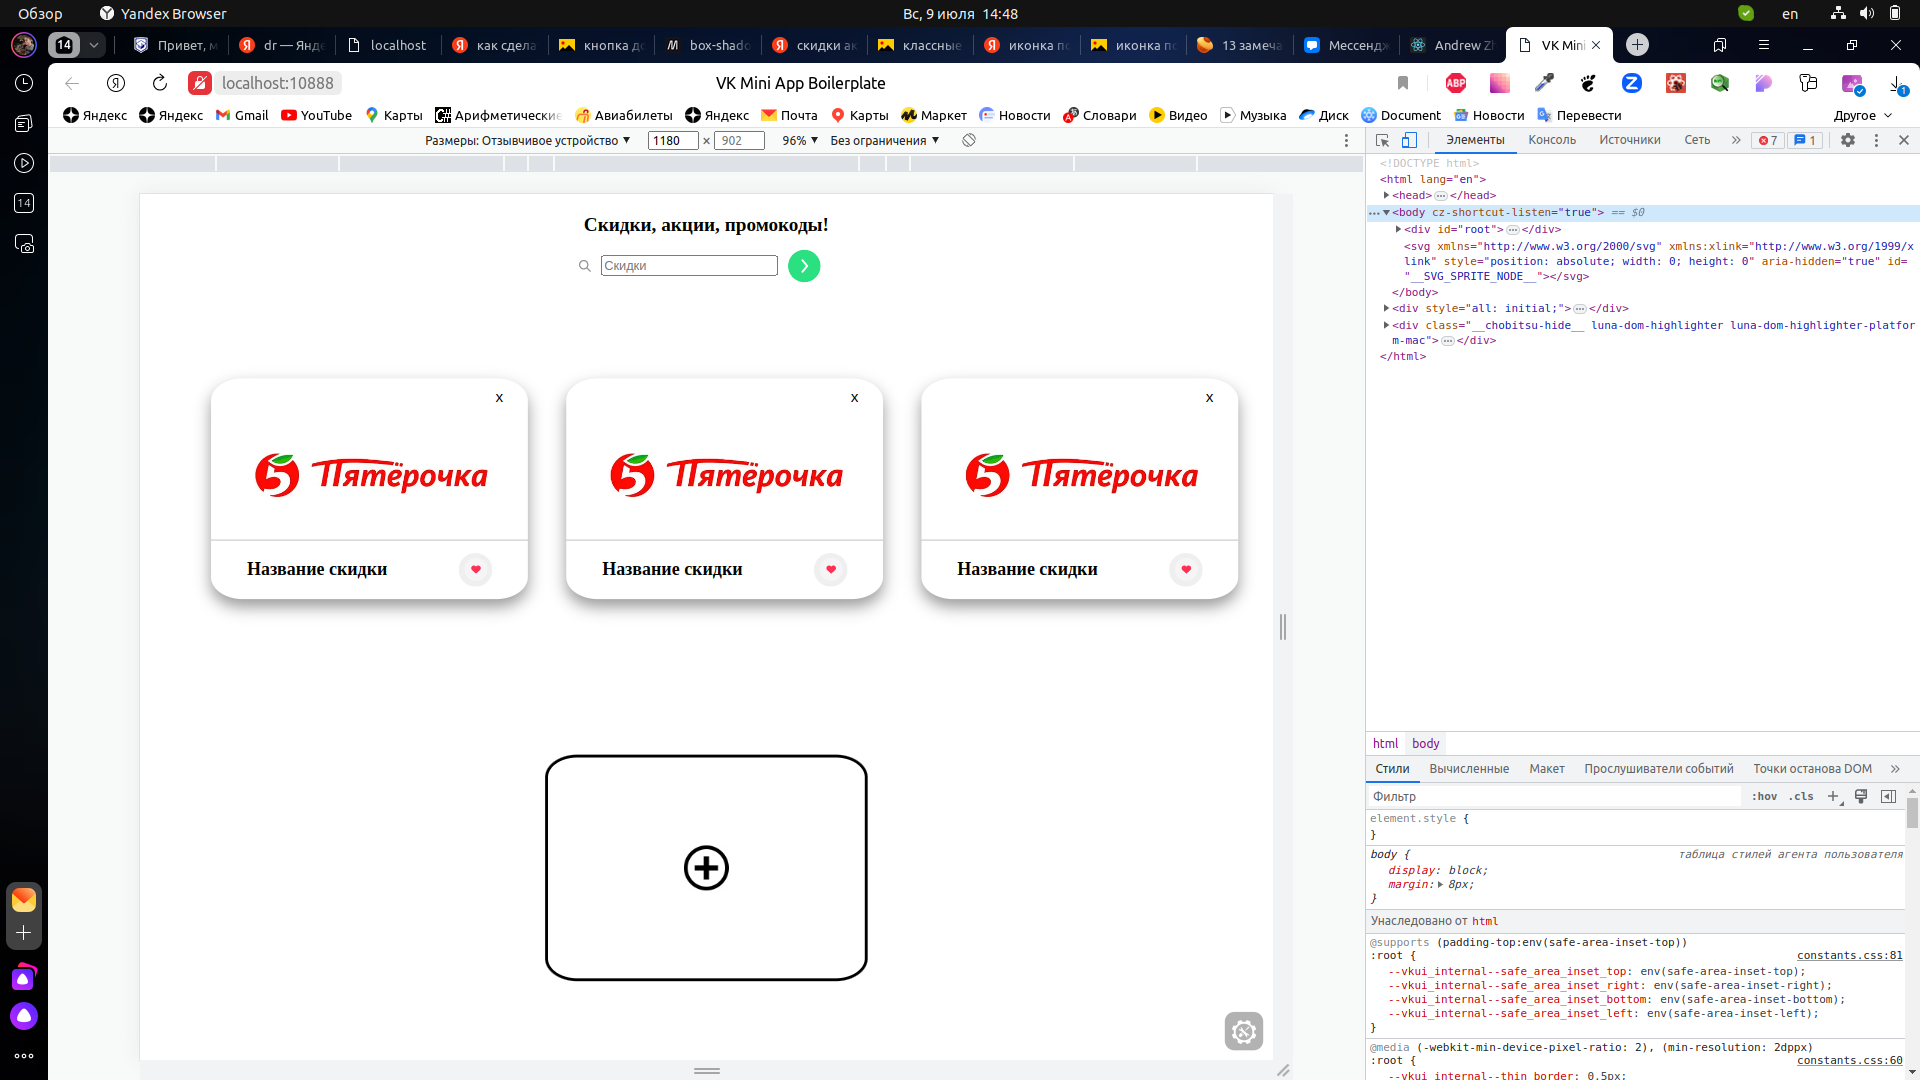 Обзор
Yandex Browser
Вс, 9 июля 14:48
en
14
Привет, м
dr — Янде
localhost
как сдела
кнопка до
box-shado
скидки ак
классные
иконка по
иконка по
13 замеча
Мессендж
Andrew Zh
VK Mini
localhost:10888
VK Mini App Boilerplate
ABP
1
Яндекс
Яндекс
Gmail
YouTube
Карты
Арифметические
Авиабилеты
Яндекс
Почта
Карты
Маркет
Новости
Словари
Видео
Музыка
Диск
Document
Новости
Перевести
Другое
Размеры: Отзывчивое устройство
1180 × 902
96%
Без ограничения
14
Скидки, акции, промокоды!
Скидки
x
Пятёрочка
Название скидки
x
Пятёрочка
Название скидки
x
Пятёрочка
Название скидки
Элементы
Консоль
Источники
Сеть
7
1
<!DOCTYPE html>
<html lang="en">
<head>…</head>
<body cz-shortcut-listen="true"> == $0
<div id="root">…</div>
<svg xmlns="http://www.w3.org/2000/svg" xmlns:xlink="http://www.w3.org/1999/x
link" style="position: absolute; width: 0; height: 0" aria-hidden="true" id=
"__SVG_SPRITE_NODE__"></svg>
</body>
<div style="all: initial;">…</div>
<div class="__chobitsu-hide__ luna-dom-highlighter luna-dom-highlighter-platfor
m-mac">…</div>
</html>
html
body
Стили
Вычисленные
Макет
Прослушиватели событий
Точки останова DOM
Фильтр
:hov
.cls
element.style {
}
body {
таблица стилей агента пользователя
display: block;
margin: 8px;
}
Унаследовано от html
@supports (padding-top:env(safe-area-inset-top))
:root {
constants.css:81
--vkui_internal--safe_area_inset_top: env(safe-area-inset-top);
--vkui_internal--safe_area_inset_right: env(safe-area-inset-right);
--vkui_internal--safe_area_inset_bottom: env(safe-area-inset-bottom);
--vkui_internal--safe_area_inset_left: env(safe-area-inset-left);
}
@media (-webkit-min-device-pixel-ratio: 2), (min-resolution: 2dppx)
:root {
constants.css:60
--vkui_internal--thin_border: 0.5px;